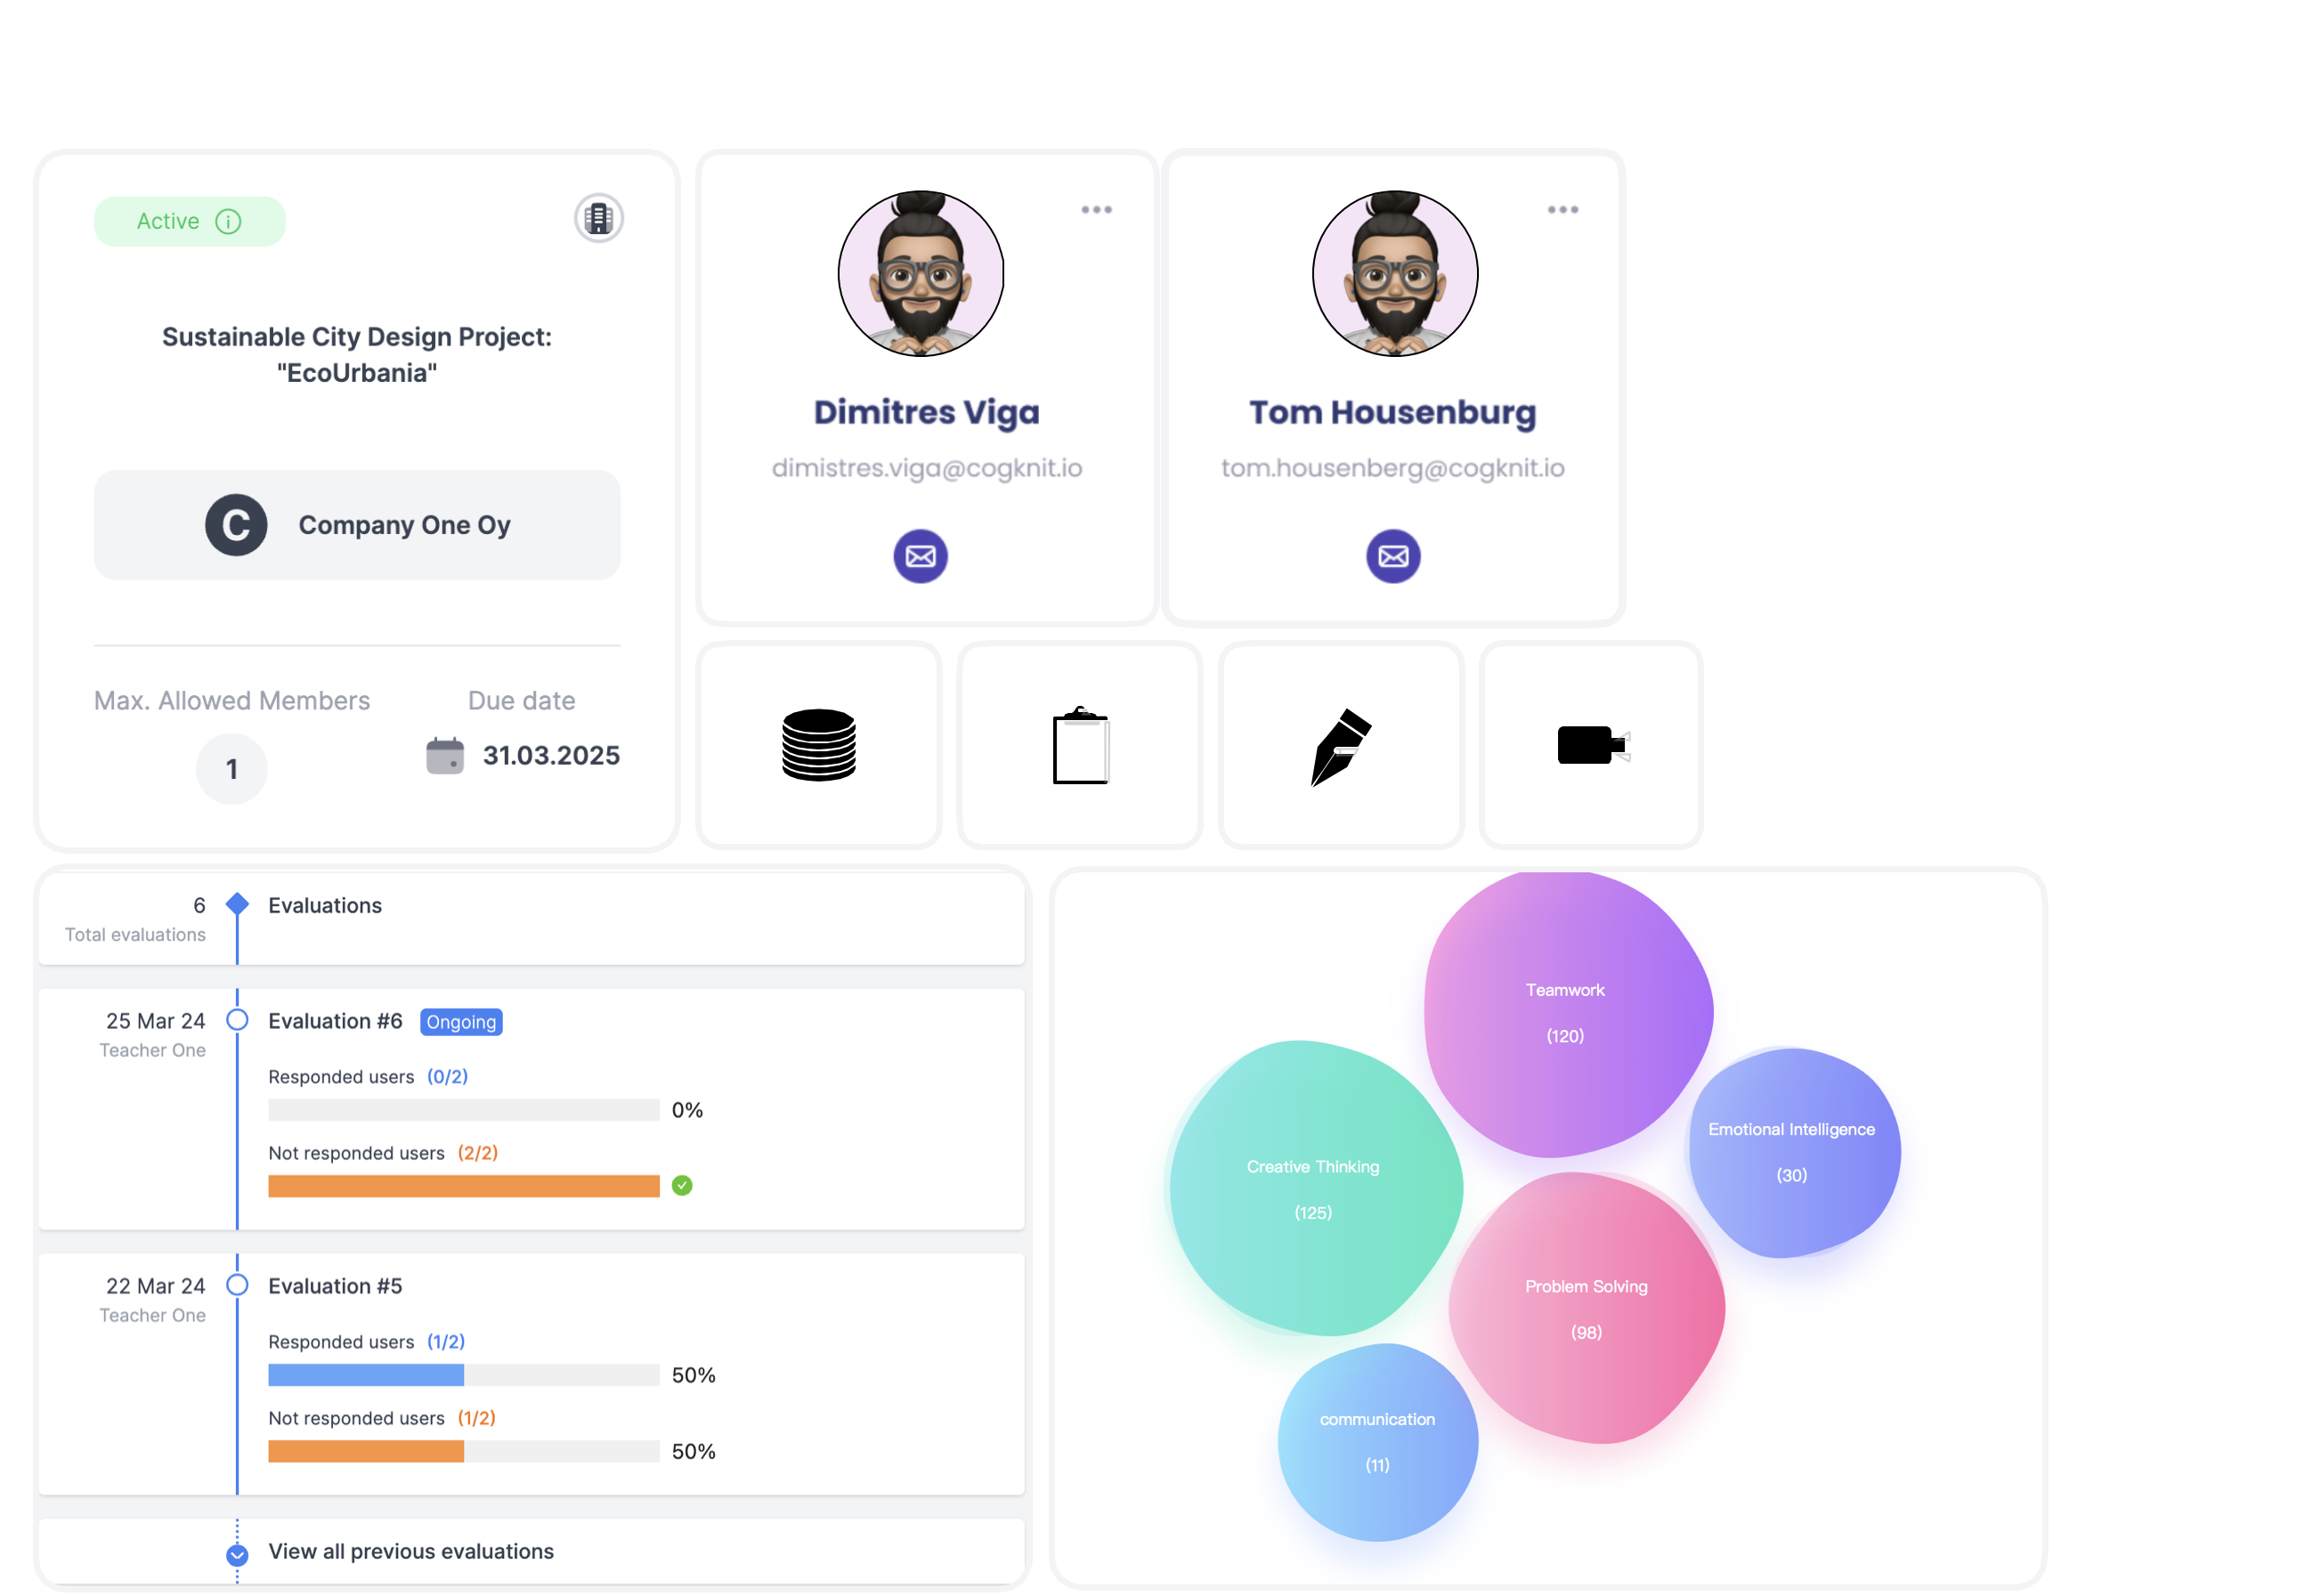 Active
Sustainable City Design Project:
"EcoUrbania"
C Company One Oy
Max. Allowed Members
1
Due date
31.03.2025
Dimitres Viga
dimistres.viga@cogknit.io
Tom Housenburg
tom.housenberg@cogknit.io
6
Total evaluations
Evaluations
25 Mar 24
Teacher One
Evaluation #6 Ongoing
Responded users (0/2)
0%
Not responded users (2/2)
22 Mar 24
Teacher One
Evaluation #5
Responded users (1/2)
50%
Not responded users (1/2)
50%
View all previous evaluations
Teamwork
(120)
Emotional Intelligence
(30)
Creative Thinking
(125)
Problem Solving
(98)
communication
(11)